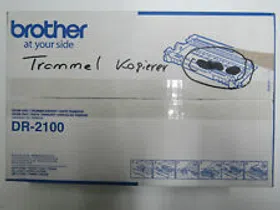 brother
at your side
Trommel Kopierer
DR-2100